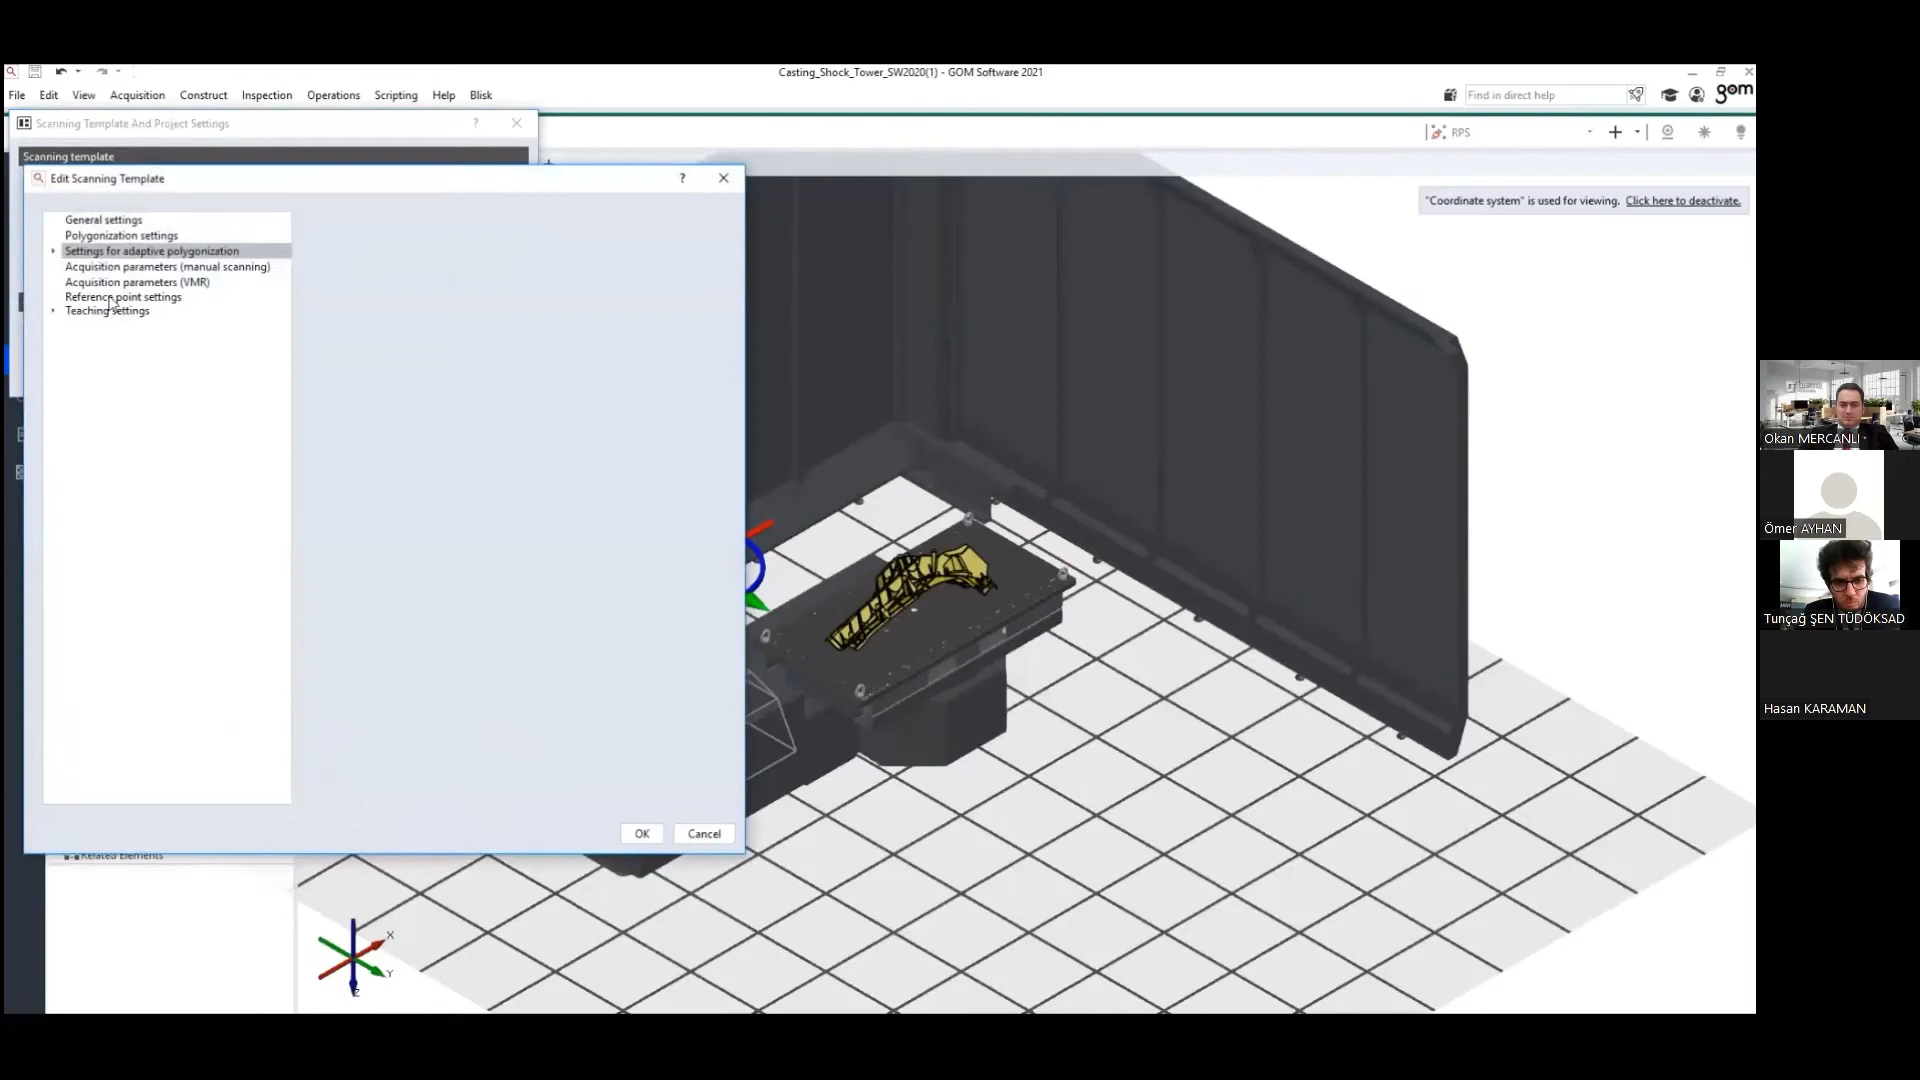 Casting_Shock_Tower_SW2020(1) - GOM Software 2021
File Edit View Acquisition Construct Inspection Operations Scripting Help Blisk
Find in direct help
gom
Scanning Template And Project Settings
?
RPS
Scanning template
Edit Scanning Template
?
"Coordinate system" is used for viewing. Click here to deactivate.
General settings
Polygonization settings
Settings for adaptive polygonization
Acquisition parameters (manual scanning)
Acquisition parameters (VMR)
Reference point settings
Teaching settings
OK
Cancel
Related Elements
X
Y
Z
Okan MERCANLI
Ömer AYHAN
Tunçağ ŞEN TÜDÖKSAD
Hasan KARAMAN